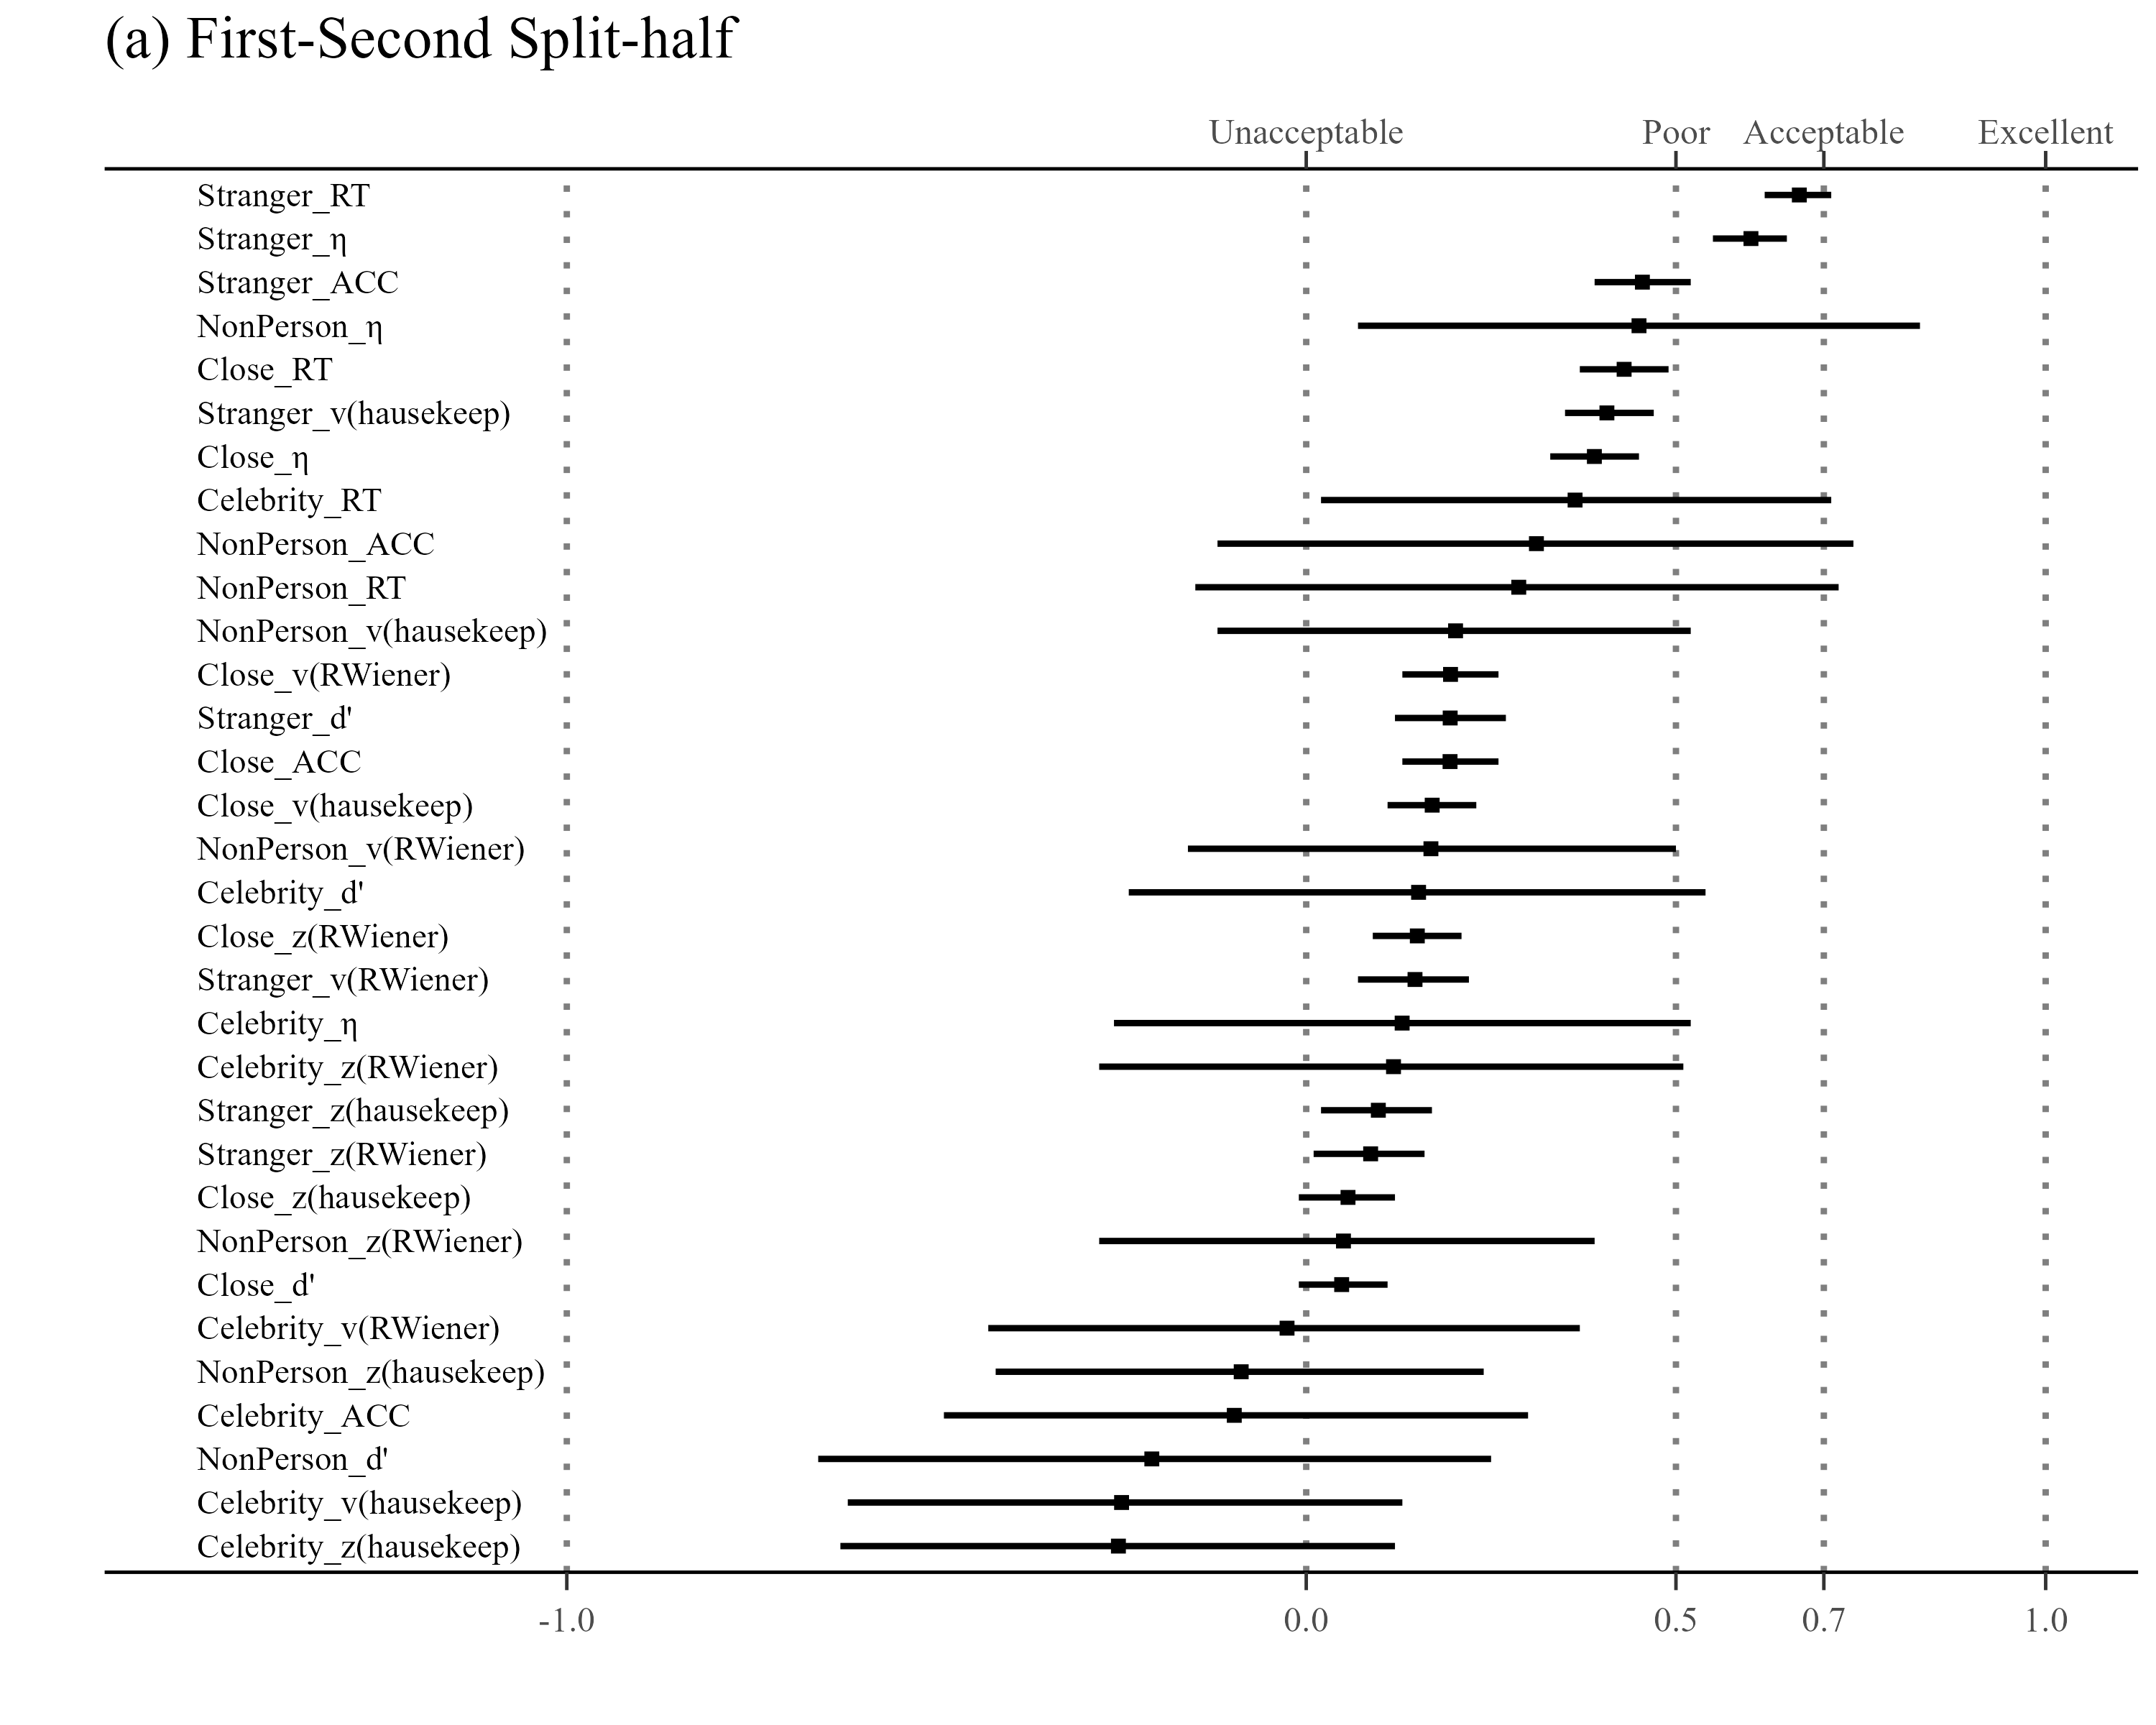 (a) First-Second Split-half
Unacceptable Poor Acceptable Excellent
Stranger_RT
Stranger_η
Stranger_ACC
NonPerson_η
Close_RT
Stranger_v(hausekeep)
Close_η
Celebrity_RT
NonPerson_ACC
NonPerson_RT
NonPerson_v(hausekeep)
Close_v(RWiener)
Stranger_d'
Close_ACC
Close_v(hausekeep)
NonPerson_v(RWiener)
Celebrity_d'
Close_z(RWiener)
Stranger_v(RWiener)
Celebrity_η
Celebrity_z(RWiener)
Stranger_z(hausekeep)
Stranger_z(RWiener)
Close_z(hausekeep)
NonPerson_z(RWiener)
Close_d'
Celebrity_v(RWiener)
NonPerson_z(hausekeep)
Celebrity_ACC
NonPerson_d'
Celebrity_v(hausekeep)
Celebrity_z(hausekeep)
-1.0 0.0 0.5 0.7 1.0